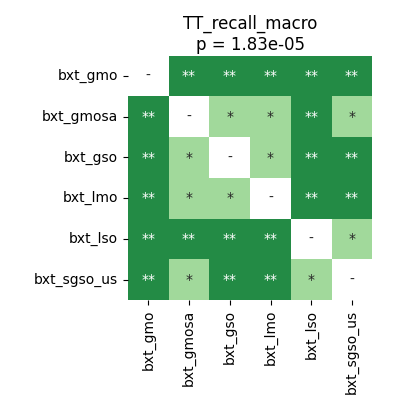 TT_recall_macro
p = 1.83e-05
bxt_gmo - ** ** ** ** **
bxt_gmosa ** - * * ** *
bxt_gso ** * - * ** **
bxt_lmo ** * * - ** **
bxt_lso ** ** ** ** - *
bxt_sgso_us ** * ** ** * -
bxt_gmo
bxt_gmosa
bxt_gso
bxt_lmo
bxt_lso
bxt_sgso_us